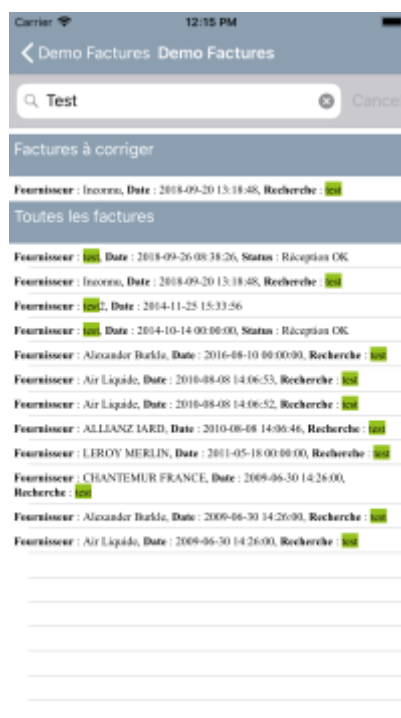 Carrier 12:15 PM
Demo Factures Demo Factures
Test Cancel
Factures à corriger
Fournisseur : Inconnu, Date : 2018-09-20 13:18:48, Recherche : test
Toutes les factures
Fournisseur : test, Date : 2018-09-26 08:38:26, Status : Réception OK
Fournisseur : Inconnu, Date : 2018-09-20 13:18:48, Recherche : test
Fournisseur : test2, Date : 2014-11-25 15:33:56
Fournisseur : test, Date : 2014-10-14 00:00:00, Status : Réception OK
Fournisseur : Alexander Burkle, Date : 2016-08-10 00:00:00, Recherche : test
Fournisseur : Air Liquide, Date : 2010-08-08 14:06:53, Recherche : test
Fournisseur : Air Liquide, Date : 2010-08-08 14:06:52, Recherche : test
Fournisseur : ALLIANZ IARD, Date : 2010-08-08 14:06:46, Recherche : test
Fournisseur : LEROY MERLIN, Date : 2011-05-18 00:00:00, Recherche : test
Fournisseur : CHANTEMUR FRANCE, Date : 2009-06-30 14:26:00,
Recherche : test
Fournisseur : Alexander Burkle, Date : 2009-06-30 14:26:00, Recherche : test
Fournisseur : Air Liquide, Date : 2009-06-30 14:26:00, Recherche : test